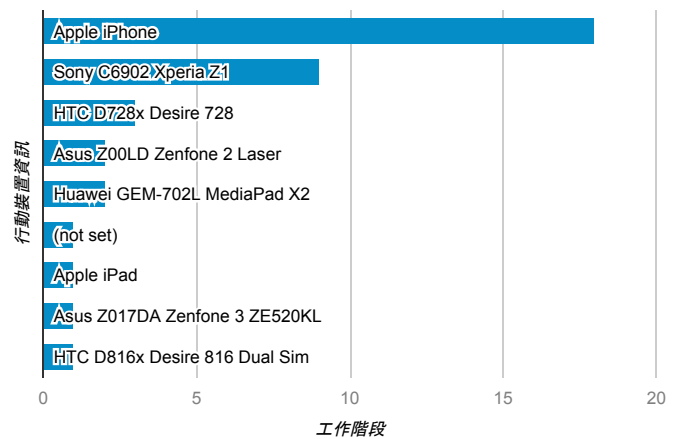 Apple iPhone
Sony C6902 Xperia Z1
HTC D728x Desire 728
Asus Z00LD Zenfone 2 Laser
Huawei GEM-702L MediaPad X2
(not set)
Apple iPad
Asus Z017DA Zenfone 3 ZE520KL
HTC D816x Desire 816 Dual Sim
行動裝置資訊
0 5 10 15 20
工作階段